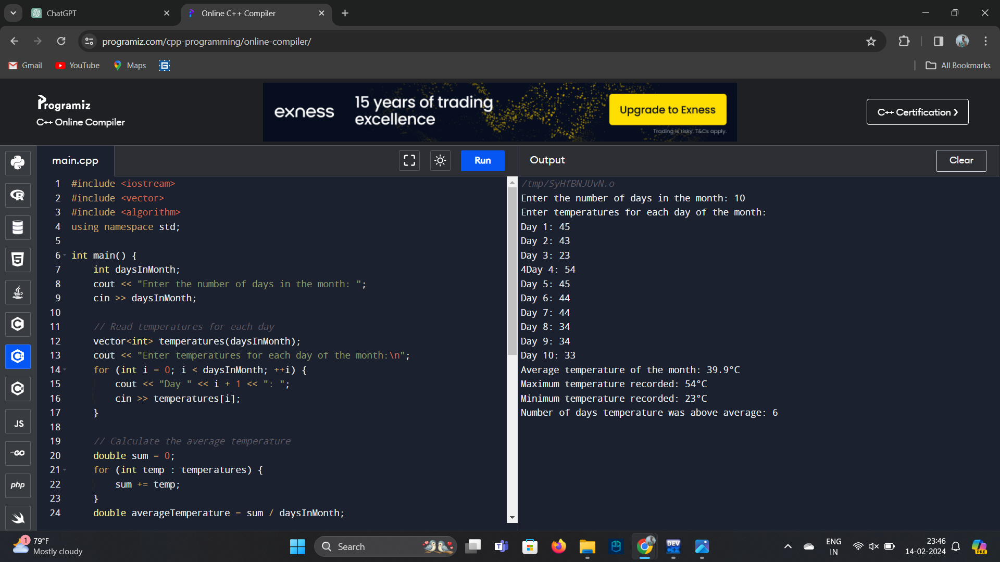 ChatGPT
Online C++ Compiler
programiz.com/cpp-programming/online-compiler/
Gmail
YouTube
Maps
G
All Bookmarks
Programiz
C++ Online Compiler
exness
15 years of trading
excellence
Upgrade to Exness
Trading is risky. T&Cs apply.
C++ Certification ❯
main.cpp
Run
Output
Clear
1 #include <iostream>
2 #include <vector>
3 #include <algorithm>
4 using namespace std;
5
6 int main() {
7 int daysInMonth;
8 cout << "Enter the number of days in the month: ";
9 cin >> daysInMonth;
10
11 // Read temperatures for each day
12 vector<int> temperatures(daysInMonth);
13 cout << "Enter temperatures for each day of the month:\n";
14 for (int i = 0; i < daysInMonth; ++i) {
15 cout << "Day " << i + 1 << ": ";
16 cin >> temperatures[i];
17 }
18
19 // Calculate the average temperature
20 double sum = 0;
21 for (int temp : temperatures) {
22 sum += temp;
23 }
24 double averageTemperature = sum / daysInMonth;
/tmp/SyHfBNJUvN.o
Enter the number of days in the month: 10
Enter temperatures for each day of the month:
Day 1: 45
Day 2: 43
Day 3: 23
4Day 4: 54
Day 5: 45
Day 6: 44
Day 7: 44
Day 8: 34
Day 9: 34
Day 10: 33
Average temperature of the month: 39.9°C
Maximum temperature recorded: 54°C
Minimum temperature recorded: 23°C
Number of days temperature was above average: 6
R
5
C
C+
C#
JS
GO
php
1
79°F
Mostly cloudy
Search
T
DEV
C++
ENG
IN
23:46
14-02-2024
PRE